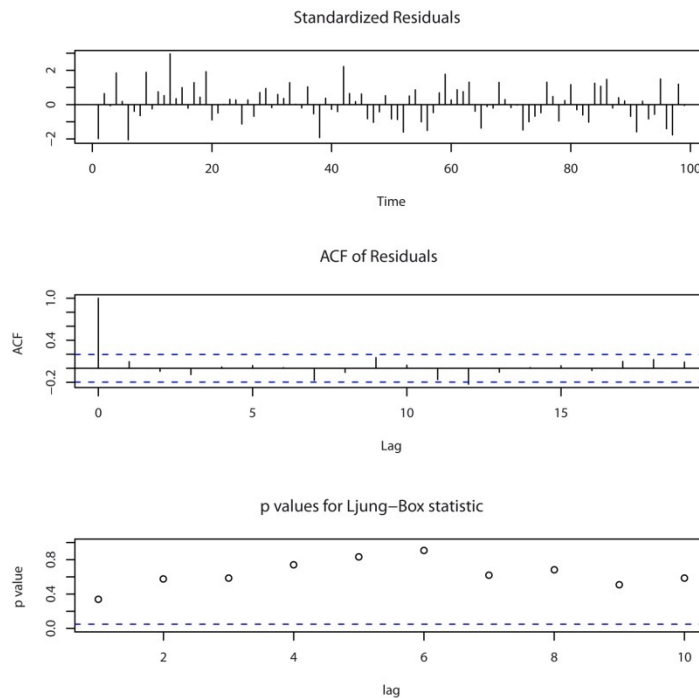 Standardized Residuals
2
0
−2
0 20 40 60 80 100
Time
ACF of Residuals
ACF
1.0
0.4
−0.2
0 5 10 15
Lag
p values for Ljung−Box statistic
p value
0.8
0.4
0.0
2 4 6 8 10
lag